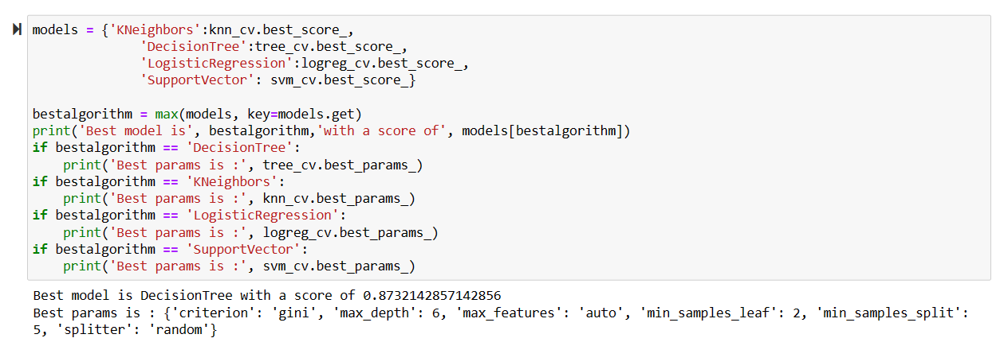 models = {'KNeighbors':knn_cv.best_score_,
              'DecisionTree':tree_cv.best_score_,
              'LogisticRegression':logreg_cv.best_score_,
              'SupportVector': svm_cv.best_score_}

bestalgorithm = max(models, key=models.get)
print('Best model is', bestalgorithm,'with a score of', models[bestalgorithm])
if bestalgorithm == 'DecisionTree':
    print('Best params is :', tree_cv.best_params_)
if bestalgorithm == 'KNeighbors':
    print('Best params is :', knn_cv.best_params_)
if bestalgorithm == 'LogisticRegression':
    print('Best params is :', logreg_cv.best_params_)
if bestalgorithm == 'SupportVector':
    print('Best params is :', svm_cv.best_params_)
Best model is DecisionTree with a score of 0.8732142857142856
Best params is : {'criterion': 'gini', 'max_depth': 6, 'max_features': 'auto', 'min_samples_leaf': 2, 'min_samples_split':
5, 'splitter': 'random'}